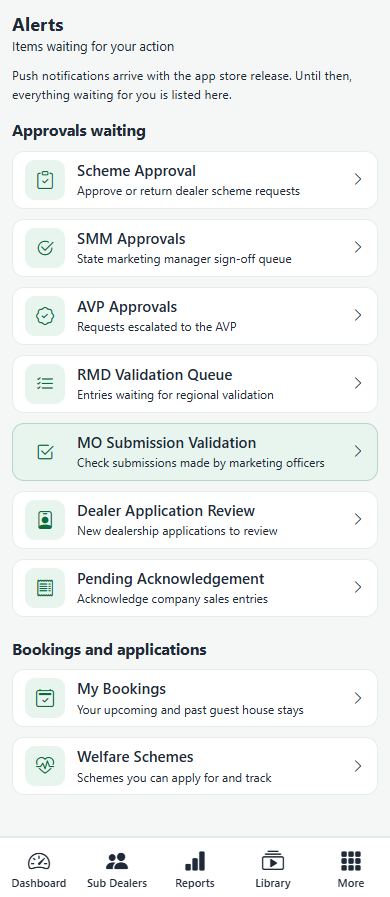 Alerts
Items waiting for your action
Push notifications arrive with the app store release. Until then,
everything waiting for you is listed here.
Approvals waiting
Scheme Approval
Approve or return dealer scheme requests
SMM Approvals
State marketing manager sign-off queue
AVP Approvals
Requests escalated to the AVP
RMD Validation Queue
Entries waiting for regional validation
MO Submission Validation
Check submissions made by marketing officers
Dealer Application Review
New dealership applications to review
Pending Acknowledgement
Acknowledge company sales entries
Bookings and applications
My Bookings
Your upcoming and past guest house stays
Welfare Schemes
Schemes you can apply for and track
Dashboard
Sub Dealers
Reports
Library
More